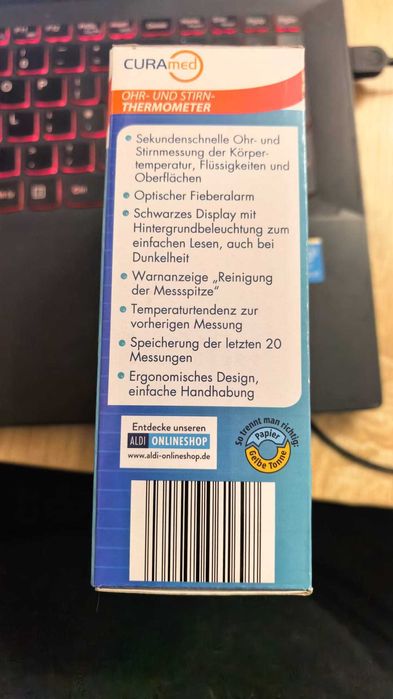 CURAmed
OHR- UND STIRN-
THERMOMETER
• Sekundenschnelle Ohr- und
Stirnmessung der Körper-
temperatur, Flüssigkeiten und
Oberflächen
• Optischer Fieberalarm
• Schwarzes Display mit
Hintergrundbeleuchtung zum
einfachen Lesen, auch bei
Dunkelheit
• Warnanzeige „Reinigung
der Messspitze“
• Temperaturtendenz zur
vorherigen Messung
• Speicherung der letzten 20
Messungen
• Ergonomisches Design,
einfache Handhabung
Entdecke unseren
ALDI ONLINESHOP
www.aldi-onlineshop.de
So trennt man richtig:
Papier
Gelbe Tonne